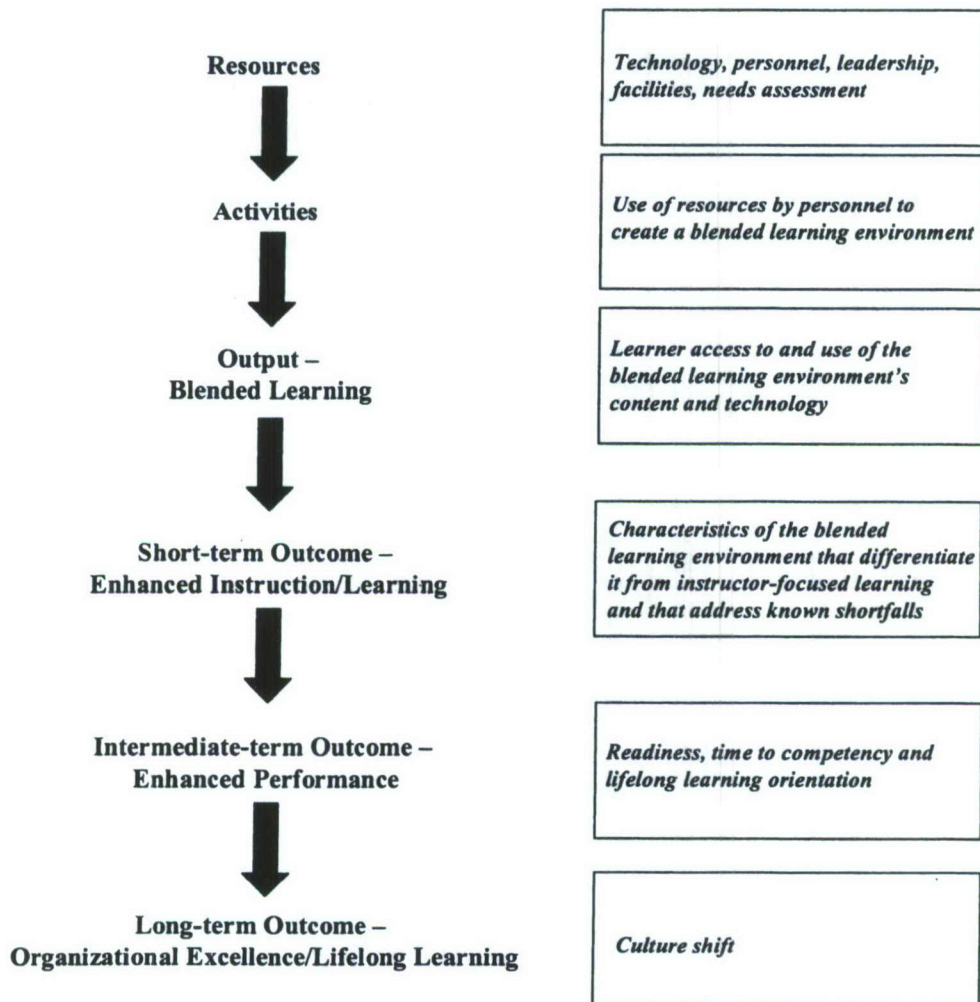 Resources
Technology, personnel, leadership,
facilities, needs assessment
Activities
Use of resources by personnel to
create a blended learning environment
Output –
Blended Learning
Learner access to and use of the
blended learning environment's
content and technology
Short-term Outcome –
Enhanced Instruction/Learning
Characteristics of the blended
learning environment that differentiate
it from instructor-focused learning
and that address known shortfalls
Intermediate-term Outcome –
Enhanced Performance
Readiness, time to competency and
lifelong learning orientation
Long-term Outcome –
Organizational Excellence/Lifelong Learning
Culture shift